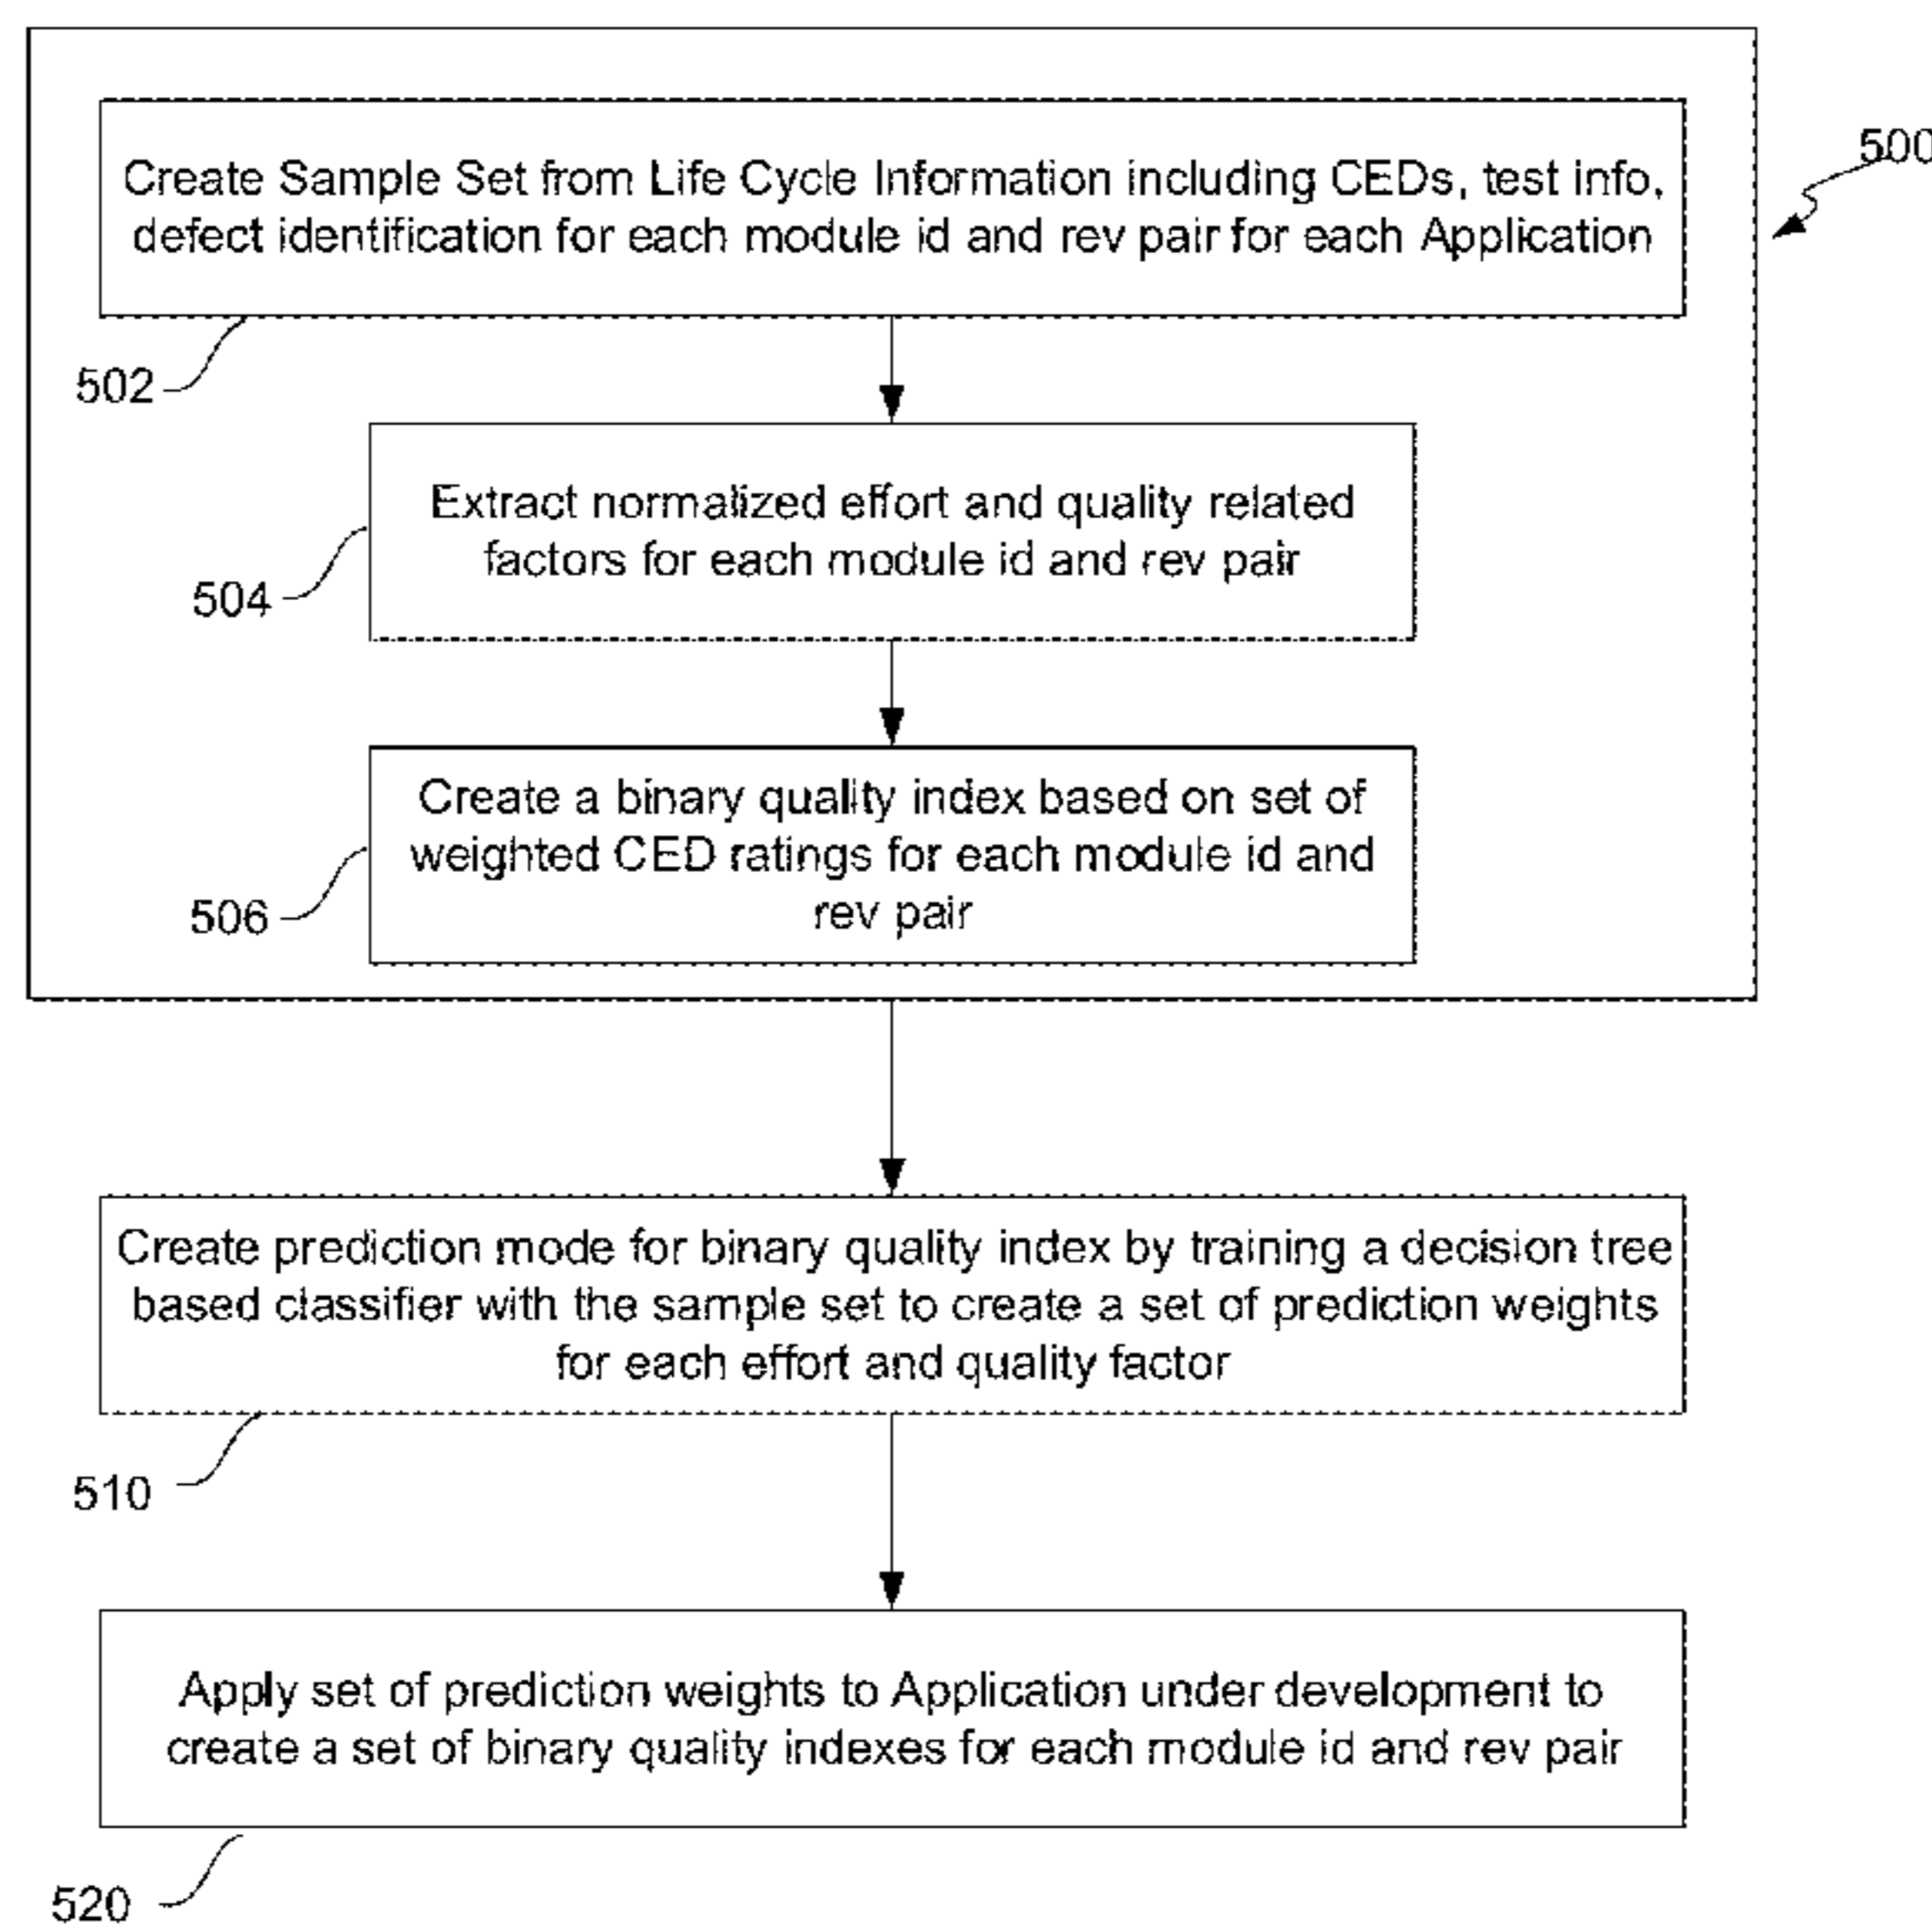 500
Create Sample Set from Life Cycle Information including CEDs, test info,
defect identification for each module id and rev pair for each Application
502
Extract normalized effort and quality related
factors for each module id and rev pair
504
Create a binary quality index based on set of
weighted CED ratings for each module id and
rev pair
506
Create prediction mode for binary quality index by training a decision tree
based classifier with the sample set to create a set of prediction weights
for each effort and quality factor
510
Apply set of prediction weights to Application under development to
create a set of binary quality indexes for each module id and rev pair
520